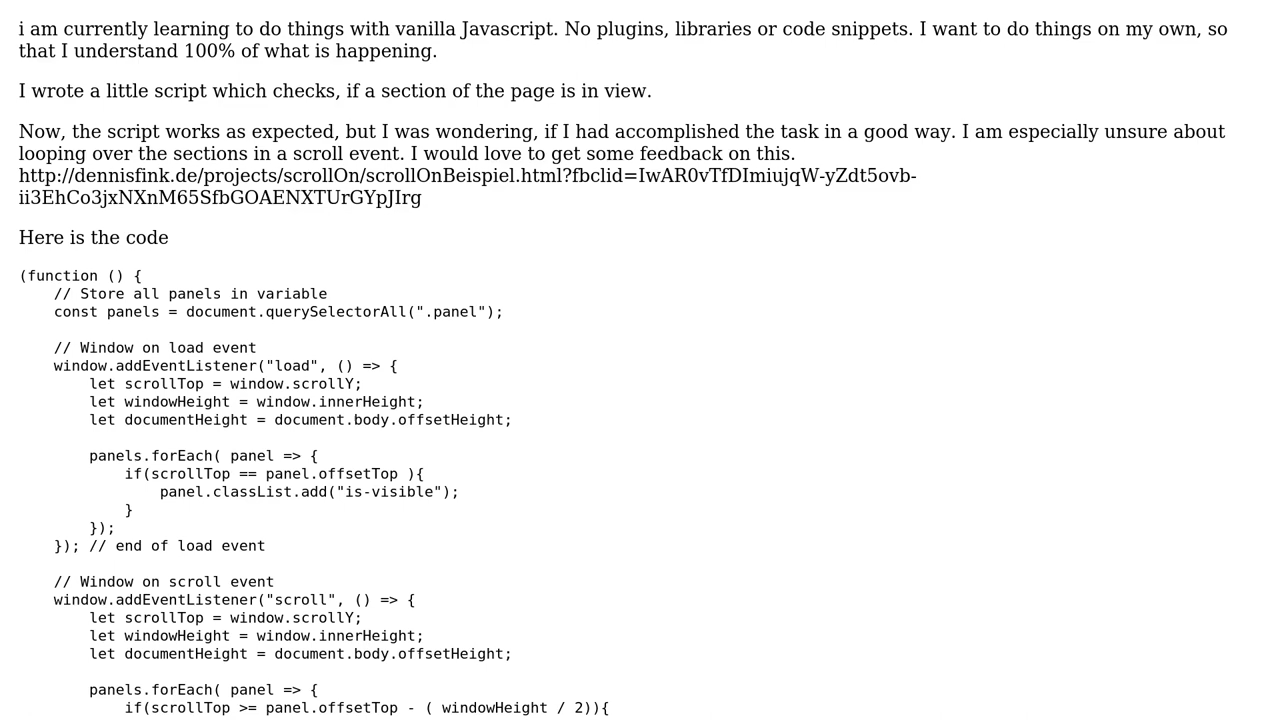 i am currently learning to do things with vanilla Javascript. No plugins, libraries or code snippets. I want to do things on my own, so
that I understand 100% of what is happening.
I wrote a little script which checks, if a section of the page is in view.
Now, the script works as expected, but I was wondering, if I had accomplished the task in a good way. I am especially unsure about
looping over the sections in a scroll event. I would love to get some feedback on this.
http://dennisfink.de/projects/scrollOn/scrollOnBeispiel.html?fbclid=IwAR0vTfDImiujqW-yZdt5ovb-
ii3EhCo3jxNXnM65SfbGOAENXTUrGYpJIrg
Here is the code
(function () {
    // Store all panels in variable
    const panels = document.querySelectorAll(".panel");
    // Window on load event
    window.addEventListener("load", () => {
        let scrollTop = window.scrollY;
        let windowHeight = window.innerHeight;
        let documentHeight = document.body.offsetHeight;
        panels.forEach( panel => {
            if(scrollTop == panel.offsetTop ){
                panel.classList.add("is-visible");
            }
        });
    }); // end of load event
    // Window on scroll event
    window.addEventListener("scroll", () => {
        let scrollTop = window.scrollY;
        let windowHeight = window.innerHeight;
        let documentHeight = document.body.offsetHeight;
        panels.forEach( panel => {
            if(scrollTop >= panel.offsetTop - ( windowHeight / 2)){